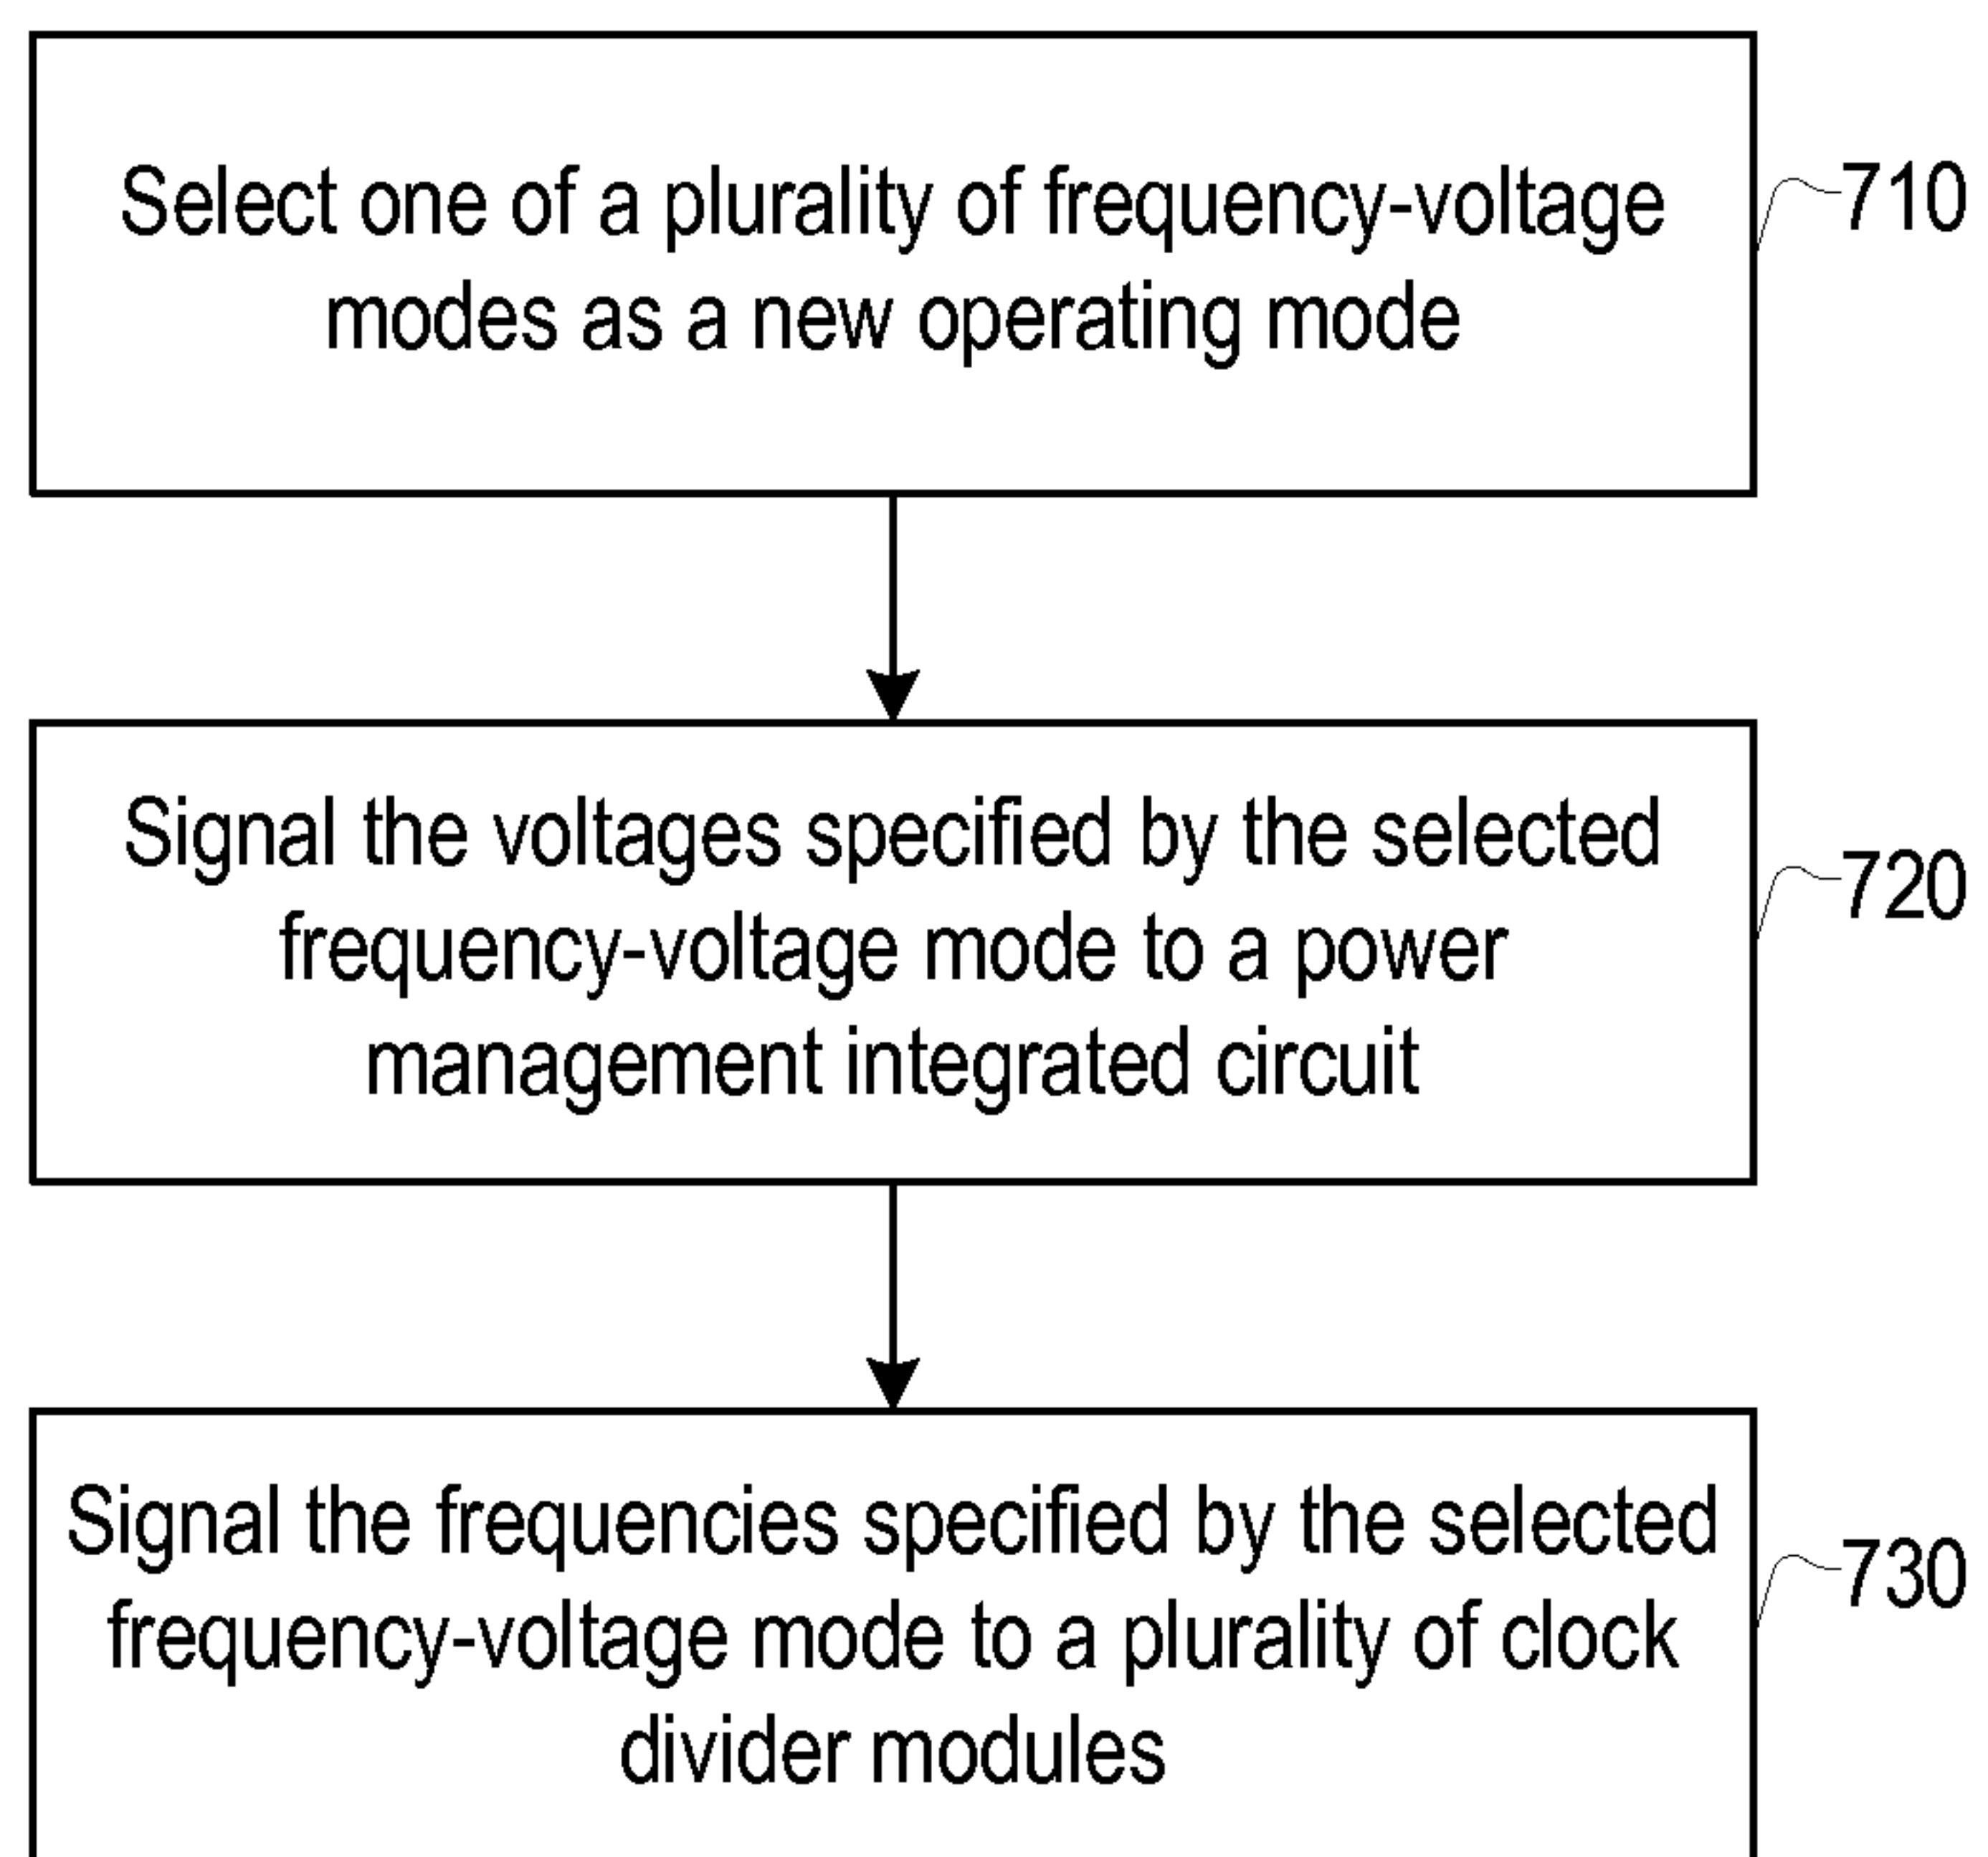 Select one of a plurality of frequency-voltage
modes as a new operating mode
710
Signal the voltages specified by the selected
frequency-voltage mode to a power
management integrated circuit
720
Signal the frequencies specified by the selected
frequency-voltage mode to a plurality of clock
divider modules
730